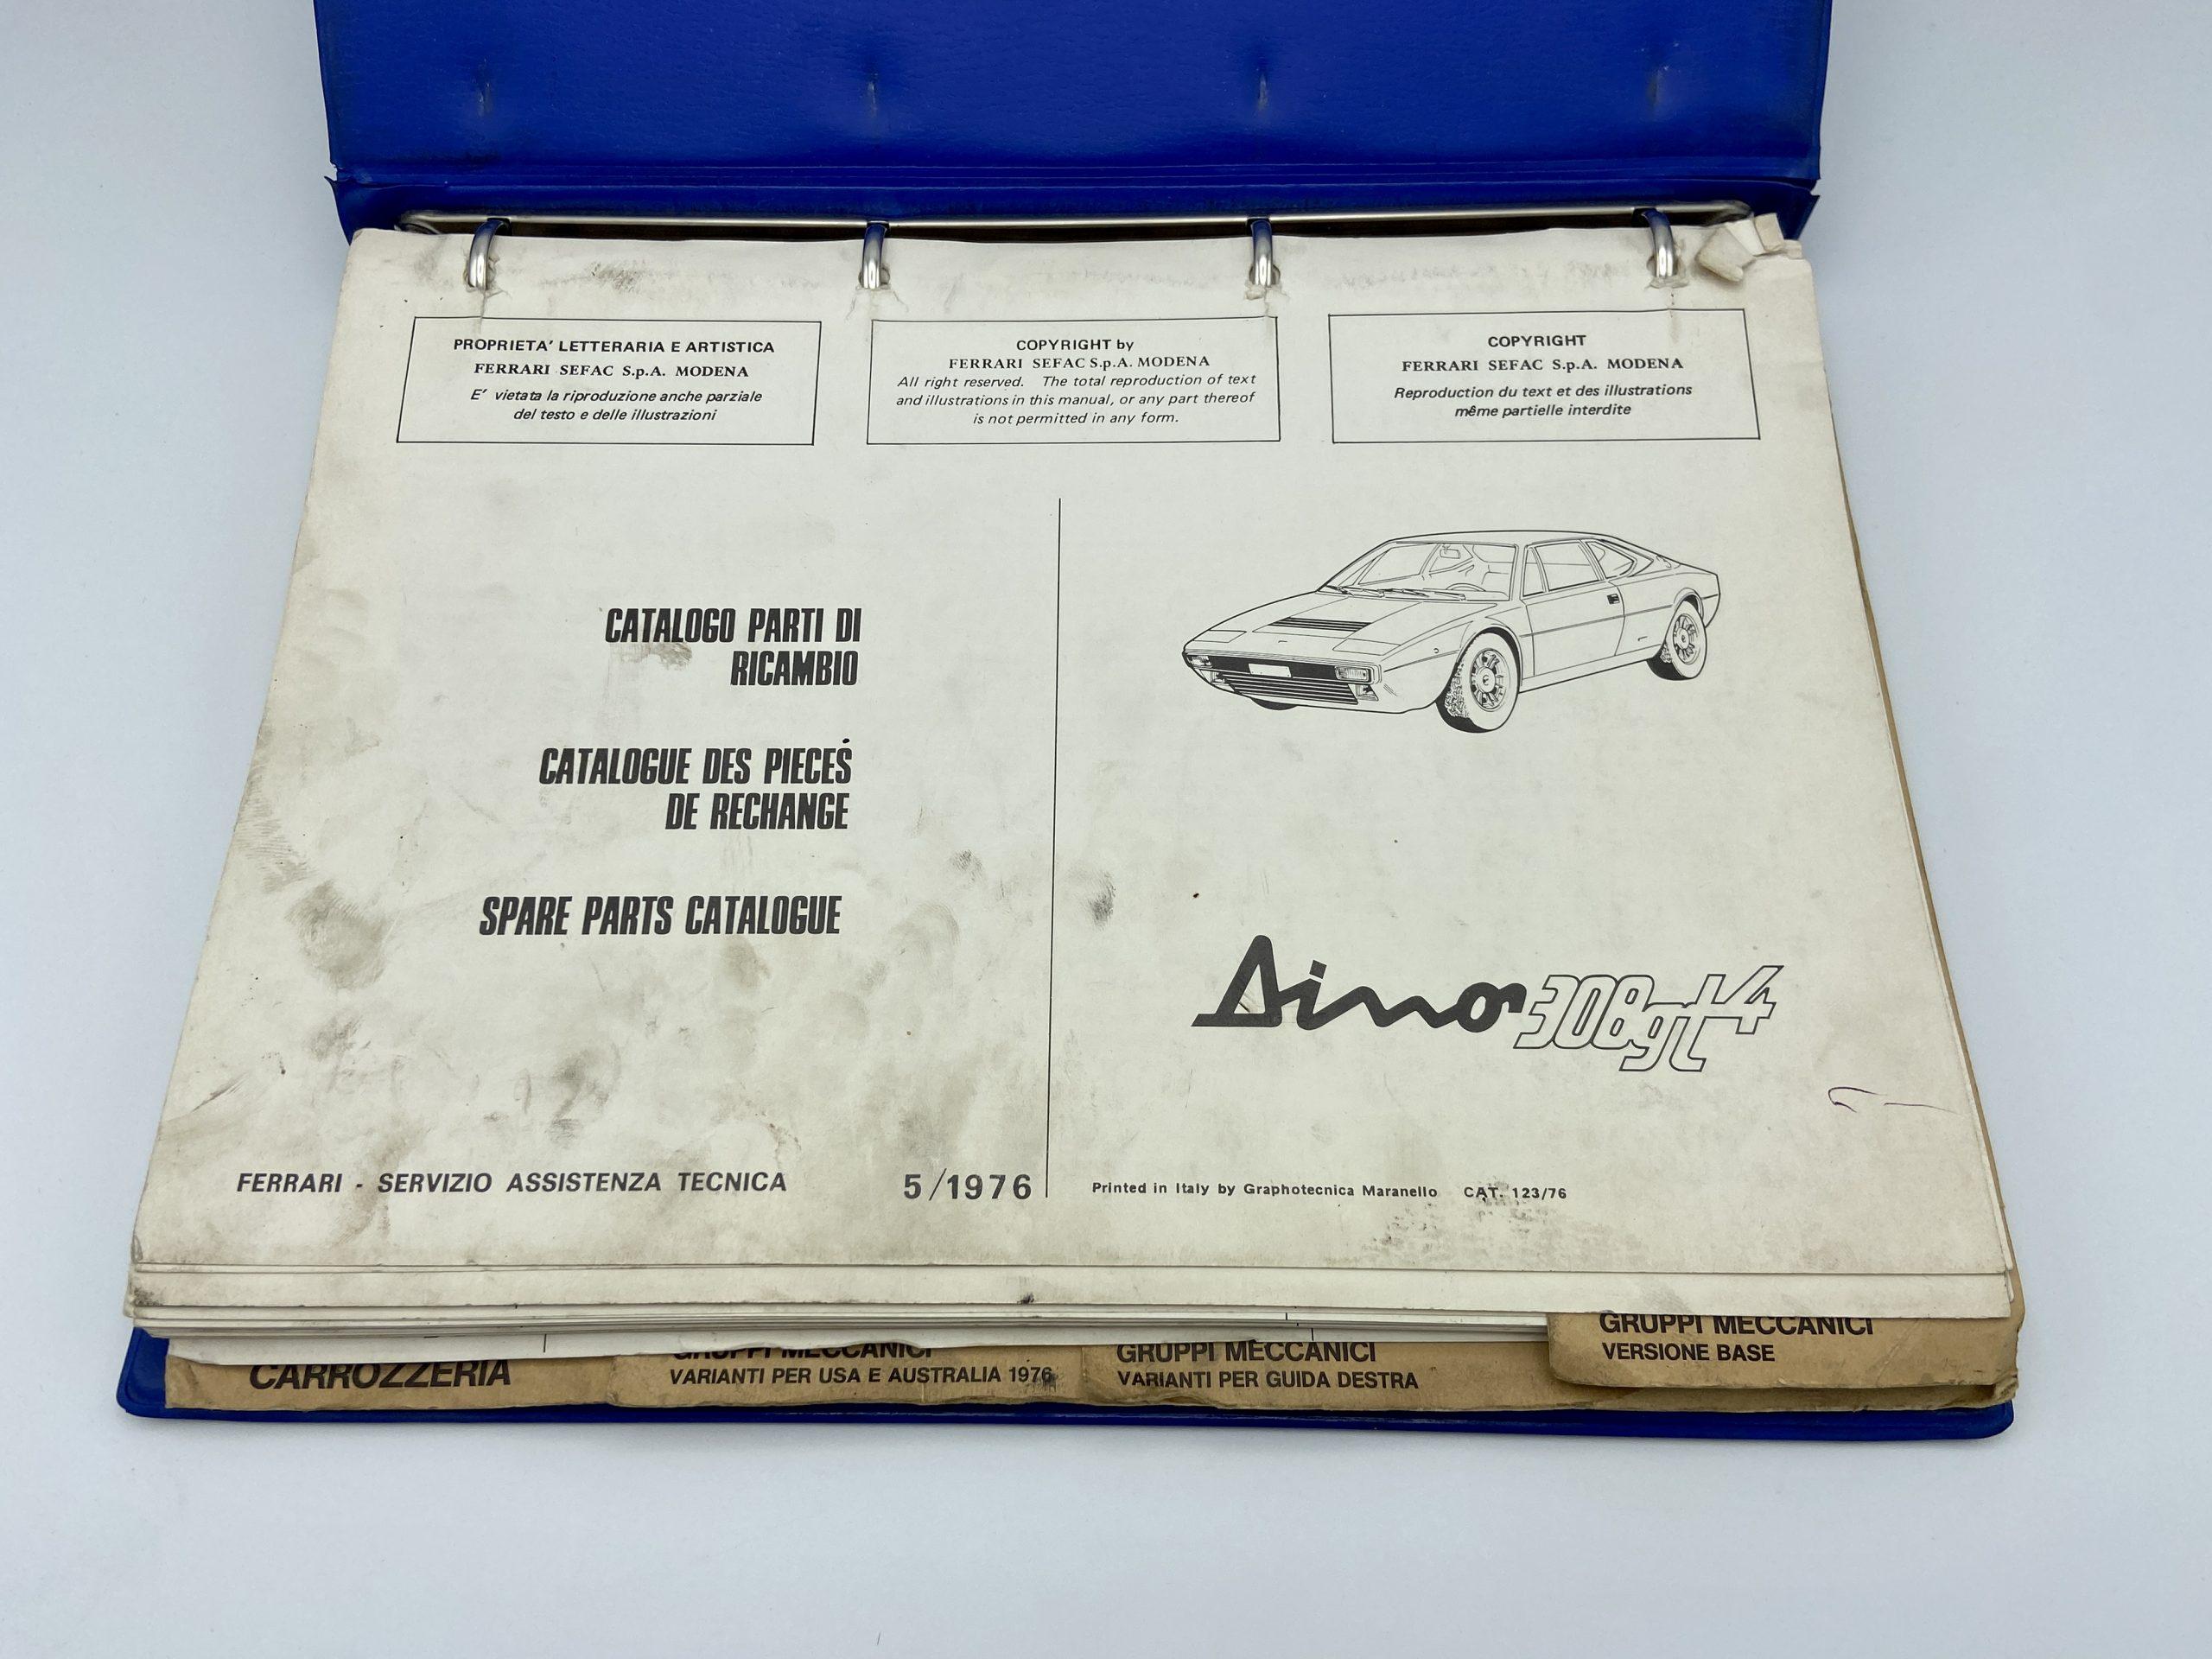 PROPRIETA' LETTERARIA E ARTISTICA
FERRARI SEFAC S.p.A. MODENA
E' vietata la riproduzione anche parziale
del testo e delle illustrazioni
COPYRIGHT by
FERRARI SEFAC S.p.A. MODENA
All right reserved. The total reproduction of text
and illustrations in this manual, or any part thereof
is not permitted in any form.
COPYRIGHT
FERRARI SEFAC S.p.A. MODENA
Reproduction du text et des illustrations
même partielle interdite
CATALOGO PARTI DI
RICAMBIO
CATALOGUE DES PIECES
DE RECHANGE
SPARE PARTS CATALOGUE
Dino 308gt4
FERRARI - SERVIZIO ASSISTENZA TECNICA 5/1976
Printed in Italy by Graphotecnica Maranello CAT. 123/76
CARROZZERIA
GRUPPI MECCANICI
VARIANTI PER USA E AUSTRALIA 1976
GRUPPI MECCANICI
VARIANTI PER GUIDA DESTRA
GRUPPI MECCANICI
VERSIONE BASE